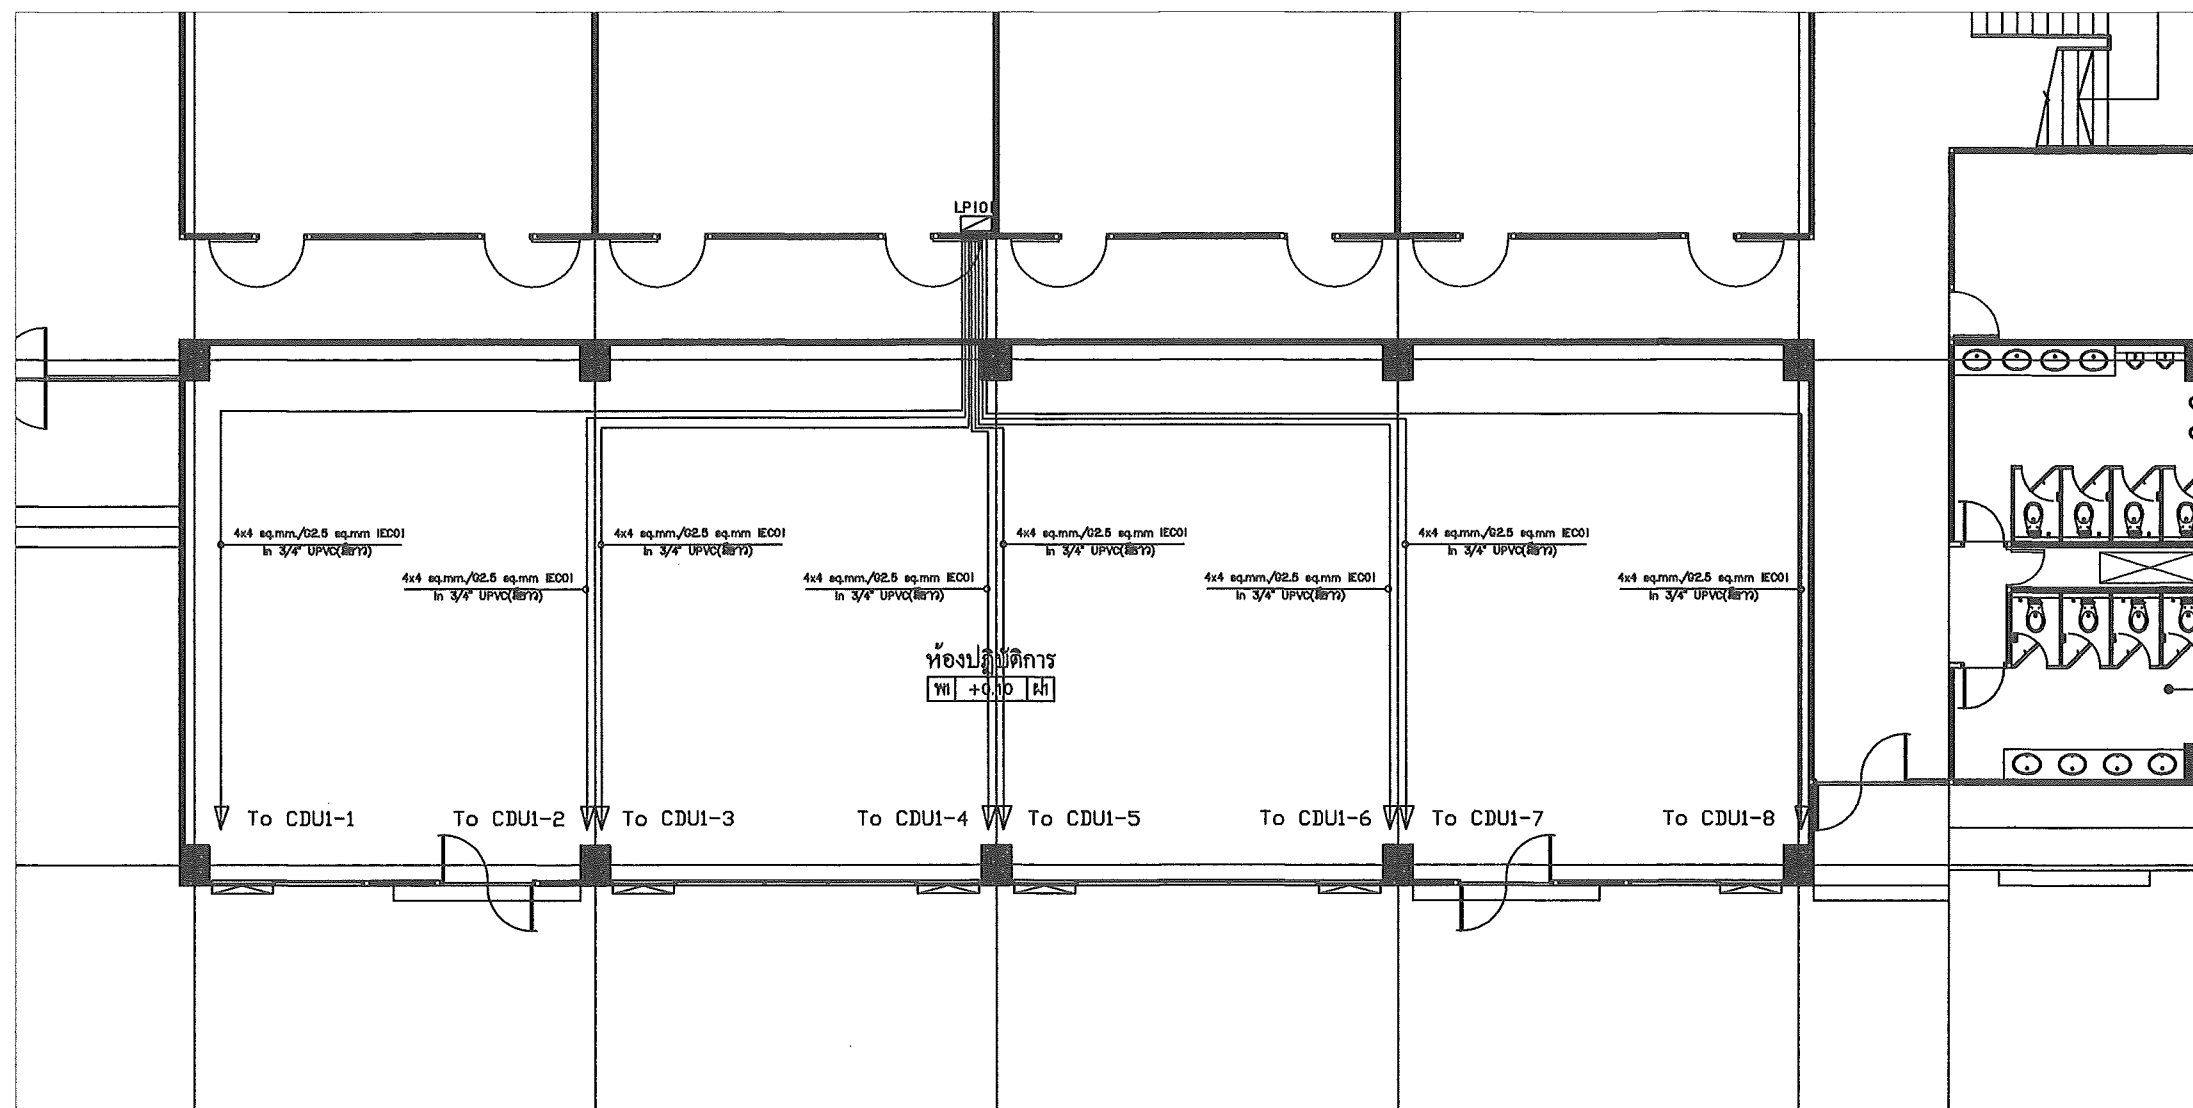 LP101
4x4 sq.mm./G2.5 sq.mm IEC01
In 3/4" UPVC(สีขาว)
4x4 sq.mm./G2.5 sq.mm IEC01
In 3/4" UPVC(สีขาว)
4x4 sq.mm./G2.5 sq.mm IEC01
In 3/4" UPVC(สีขาว)
4x4 sq.mm./G2.5 sq.mm IEC01
In 3/4" UPVC(สีขาว)
4x4 sq.mm./G2.5 sq.mm IEC01
In 3/4" UPVC(สีขาว)
4x4 sq.mm./G2.5 sq.mm IEC01
In 3/4" UPVC(สีขาว)
4x4 sq.mm./G2.5 sq.mm IEC01
In 3/4" UPVC(สีขาว)
4x4 sq.mm./G2.5 sq.mm IEC01
In 3/4" UPVC(สีขาว)
ห้องปฏิบัติการ
พ1 +0.10 ฝ1
To CDU1-1 To CDU1-2 To CDU1-3 To CDU1-4 To CDU1-5 To CDU1-6 To CDU1-7 To CDU1-8